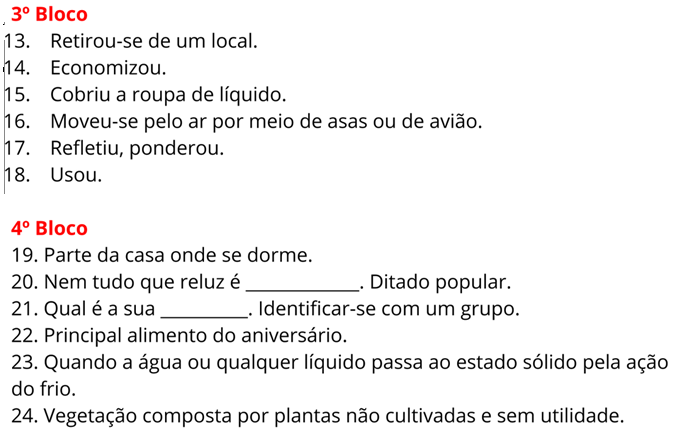 3º Bloco
13. Retirou-se de um local.
14. Economizou.
15. Cobriu a roupa de líquido.
16. Moveu-se pelo ar por meio de asas ou de avião.
17. Refletiu, ponderou.
18. Usou.
4º Bloco
19. Parte da casa onde se dorme.
20. Nem tudo que reluz é ____________. Ditado popular.
21. Qual é a sua _________. Identificar-se com um grupo.
22. Principal alimento do aniversário.
23. Quando a água ou qualquer líquido passa ao estado sólido pela ação
do frio.
24. Vegetação composta por plantas não cultivadas e sem utilidade.